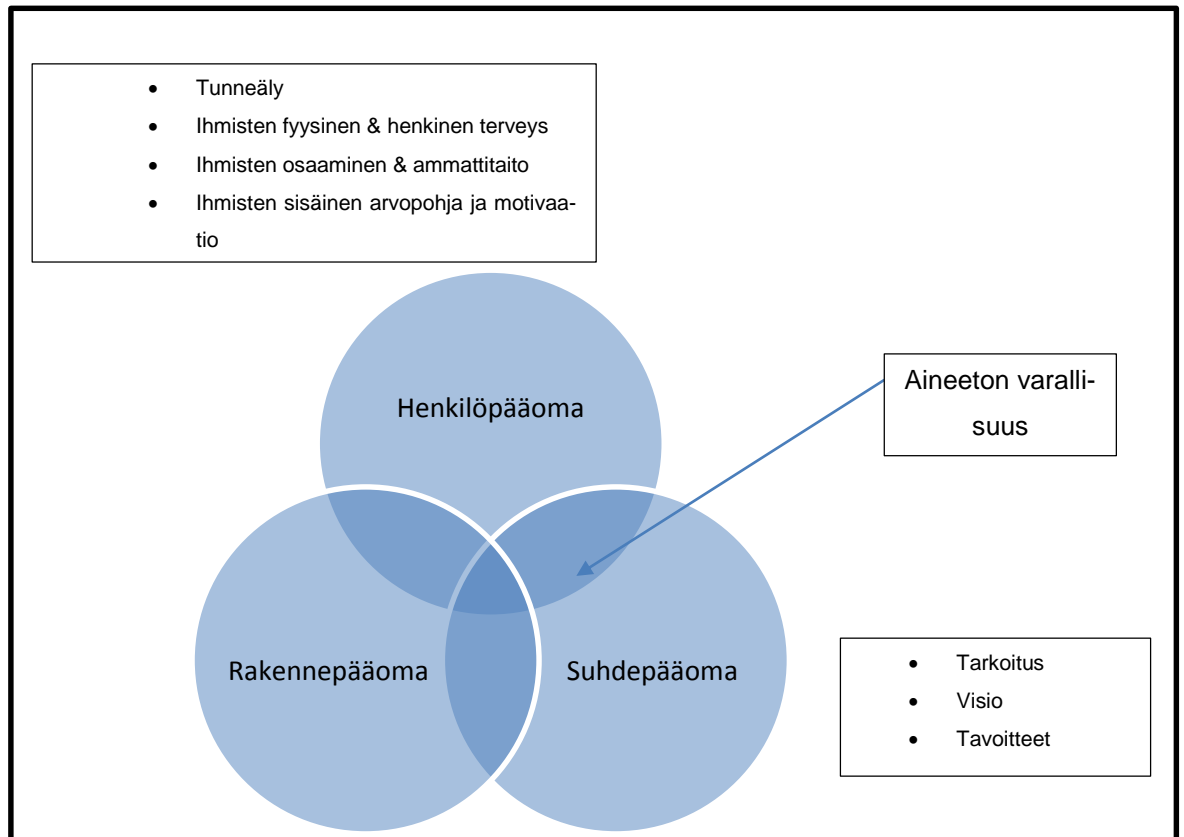 • Tunneäly
• Ihmisten fyysinen & henkinen terveys
• Ihmisten osaaminen & ammattitaito
• Ihmisten sisäinen arvopohja ja motivaa-
tio
Henkilöpääoma
Aineeton varalli-
suus
Rakennepääoma
Suhdepääoma
• Tarkoitus
• Visio
• Tavoitteet